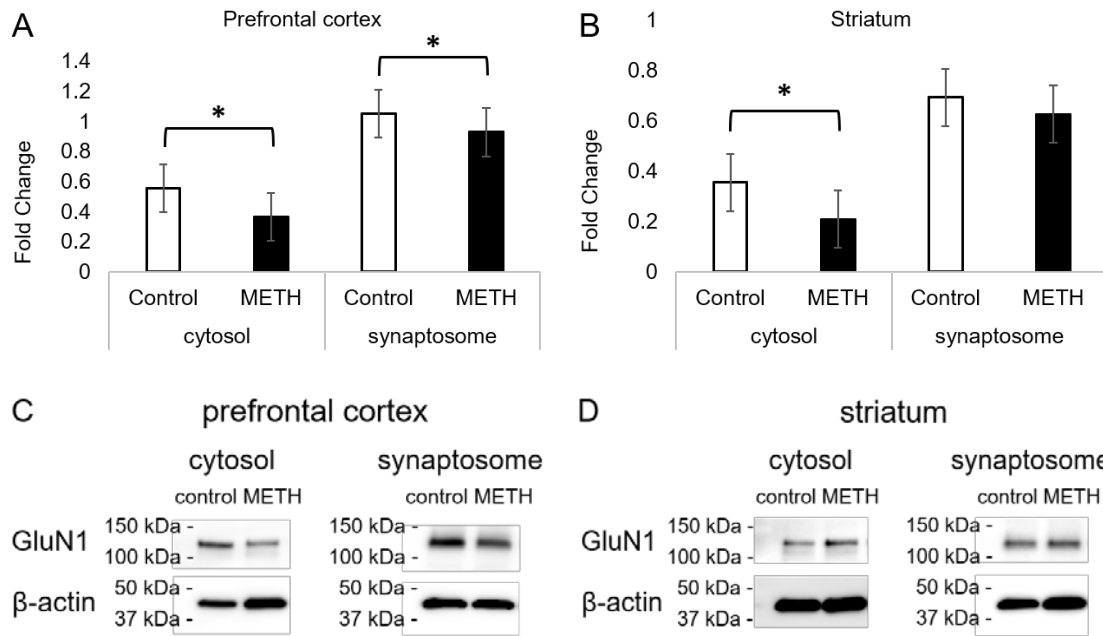 A
Prefrontal cortex
Fold Change
1.4
1.2
1
0.8
0.6
0.4
0.2
0
*
*
Control METH Control METH
cytosol synaptosome
B
Striatum
Fold Change
1
0.8
0.6
0.4
0.2
0
*
Control METH Control METH
cytosol synaptosome
C prefrontal cortex
cytosol synaptosome
control METH control METH
GluN1
150 kDa - 150 kDa -
100 kDa - 100 kDa -
β-actin
50 kDa - 50 kDa -
37 kDa - 37 kDa -
D striatum
cytosol synaptosome
control METH control METH
GluN1
150 kDa - 150 kDa -
100 kDa - 100 kDa -
β-actin
50 kDa - 50 kDa -
37 kDa - 37 kDa -